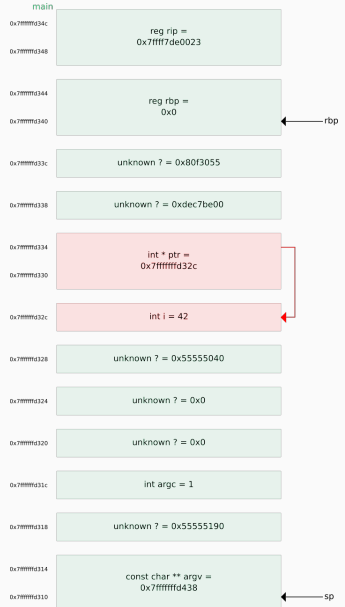 main
0x7fffffffd34c
reg rip =
0x7ffff7de0023
0x7fffffffd348
0x7fffffffd344
reg rbp =
0x0
0x7fffffffd340
rbp
0x7fffffffd33c
unknown ? = 0x80f3055
0x7fffffffd338
unknown ? = 0xdec7be00
0x7fffffffd334
int * ptr =
0x7fffffffd32c
0x7fffffffd330
0x7fffffffd32c
int i = 42
0x7fffffffd328
unknown ? = 0x55555040
0x7fffffffd324
unknown ? = 0x0
0x7fffffffd320
unknown ? = 0x0
0x7fffffffd31c
int argc = 1
0x7fffffffd318
unknown ? = 0x55555190
0x7fffffffd314
const char ** argv =
0x7fffffffd438
0x7fffffffd310
sp